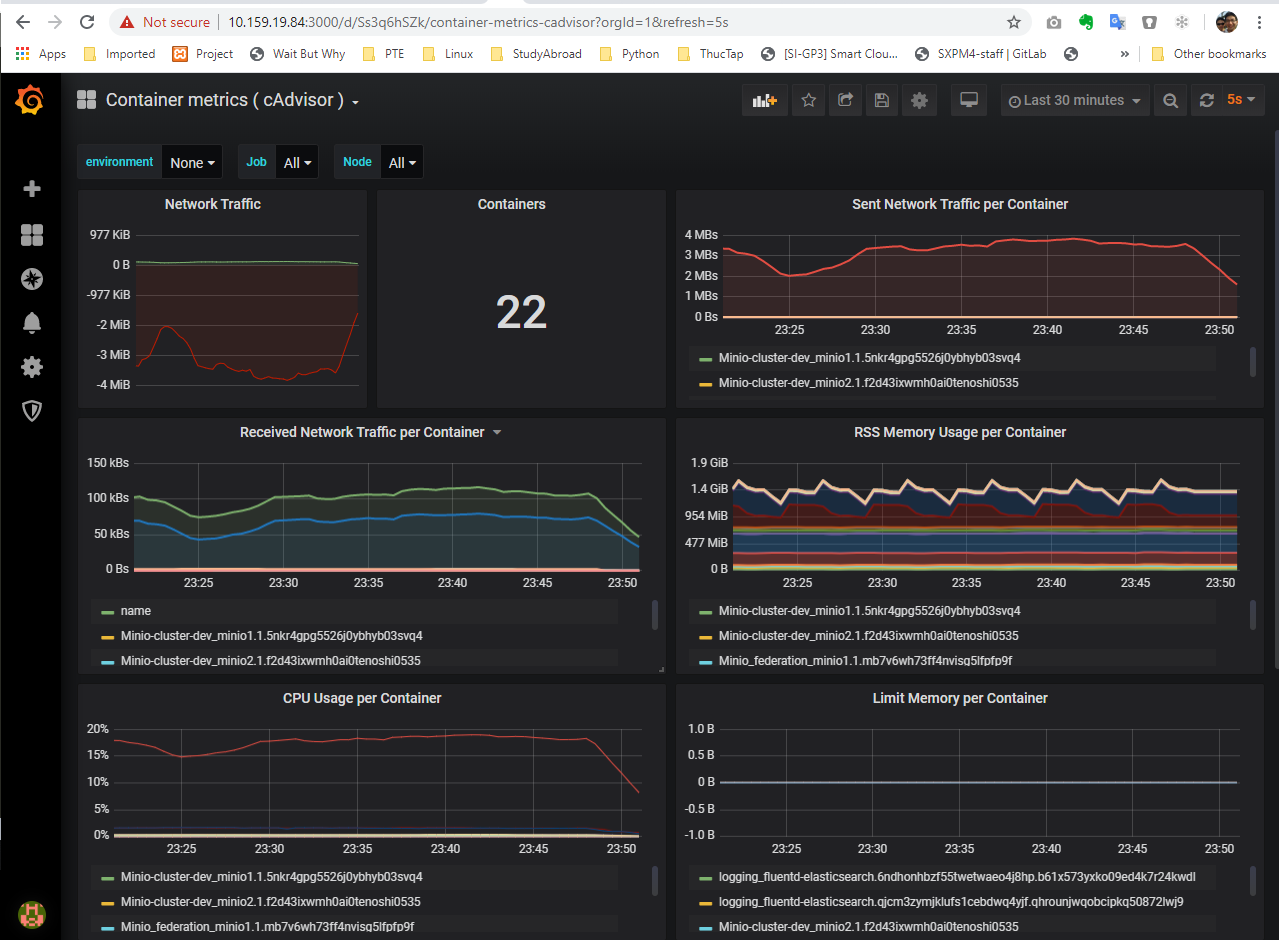 Not secure | 10.159.19.84:3000/d/Ss3q6hSZk/container-metrics-cadvisor?orgId=1&refresh=5s
Apps Imported Project Wait But Why PTE Linux StudyAbroad Python ThucTap [SI-GP3] Smart Clou... SXPM4-staff | GitLab » Other bookmarks
Container metrics ( cAdvisor )
Last 30 minutes 5s
environment None Job All Node All
Network Traffic
977 KiB
0 B
-977 KiB
-2 MiB
-3 MiB
-4 MiB
Containers
22
Sent Network Traffic per Container
4 MBs
3 MBs
2 MBs
1 MBs
0 Bs
23:25 23:30 23:35 23:40 23:45 23:50
Minio-cluster-dev_minio1.1.5nkr4gpg5526j0ybhyb03svq4
Minio-cluster-dev_minio2.1.f2d43ixwmh0ai0tenoshi0535
Received Network Traffic per Container
150 kBs
100 kBs
50 kBs
0 Bs
23:25 23:30 23:35 23:40 23:45 23:50
name
Minio-cluster-dev_minio1.1.5nkr4gpg5526j0ybhyb03svq4
Minio-cluster-dev_minio2.1.f2d43ixwmh0ai0tenoshi0535
RSS Memory Usage per Container
1.9 GiB
1.4 GiB
954 MiB
477 MiB
0 B
23:25 23:30 23:35 23:40 23:45 23:50
Minio-cluster-dev_minio1.1.5nkr4gpg5526j0ybhyb03svq4
Minio-cluster-dev_minio2.1.f2d43ixwmh0ai0tenoshi0535
Minio_federation_minio1.1.mb7v6wh73ff4nvisq5lfpfp9f
CPU Usage per Container
20%
15%
10%
5%
0%
23:25 23:30 23:35 23:40 23:45 23:50
Minio-cluster-dev_minio1.1.5nkr4gpg5526j0ybhyb03svq4
Minio-cluster-dev_minio2.1.f2d43ixwmh0ai0tenoshi0535
Minio_federation_minio1.1.mb7v6wh73ff4nvisq5lfpfp9f
Limit Memory per Container
1.0 B
0.5 B
0 B
-0.5 B
-1.0 B
23:25 23:30 23:35 23:40 23:45 23:50
logging_fluentd-elasticsearch.6ndhonhbzf55twetwaeo4j8hp.b61x573yxko09ed4k7r24kwdl
logging_fluentd-elasticsearch.qjcm3zymjklufs1cebdwq4yjf.qhrounjwqobcipkq50872lwj9
Minio-cluster-dev_minio2.1.f2d43ixwmh0ai0tenoshi0535